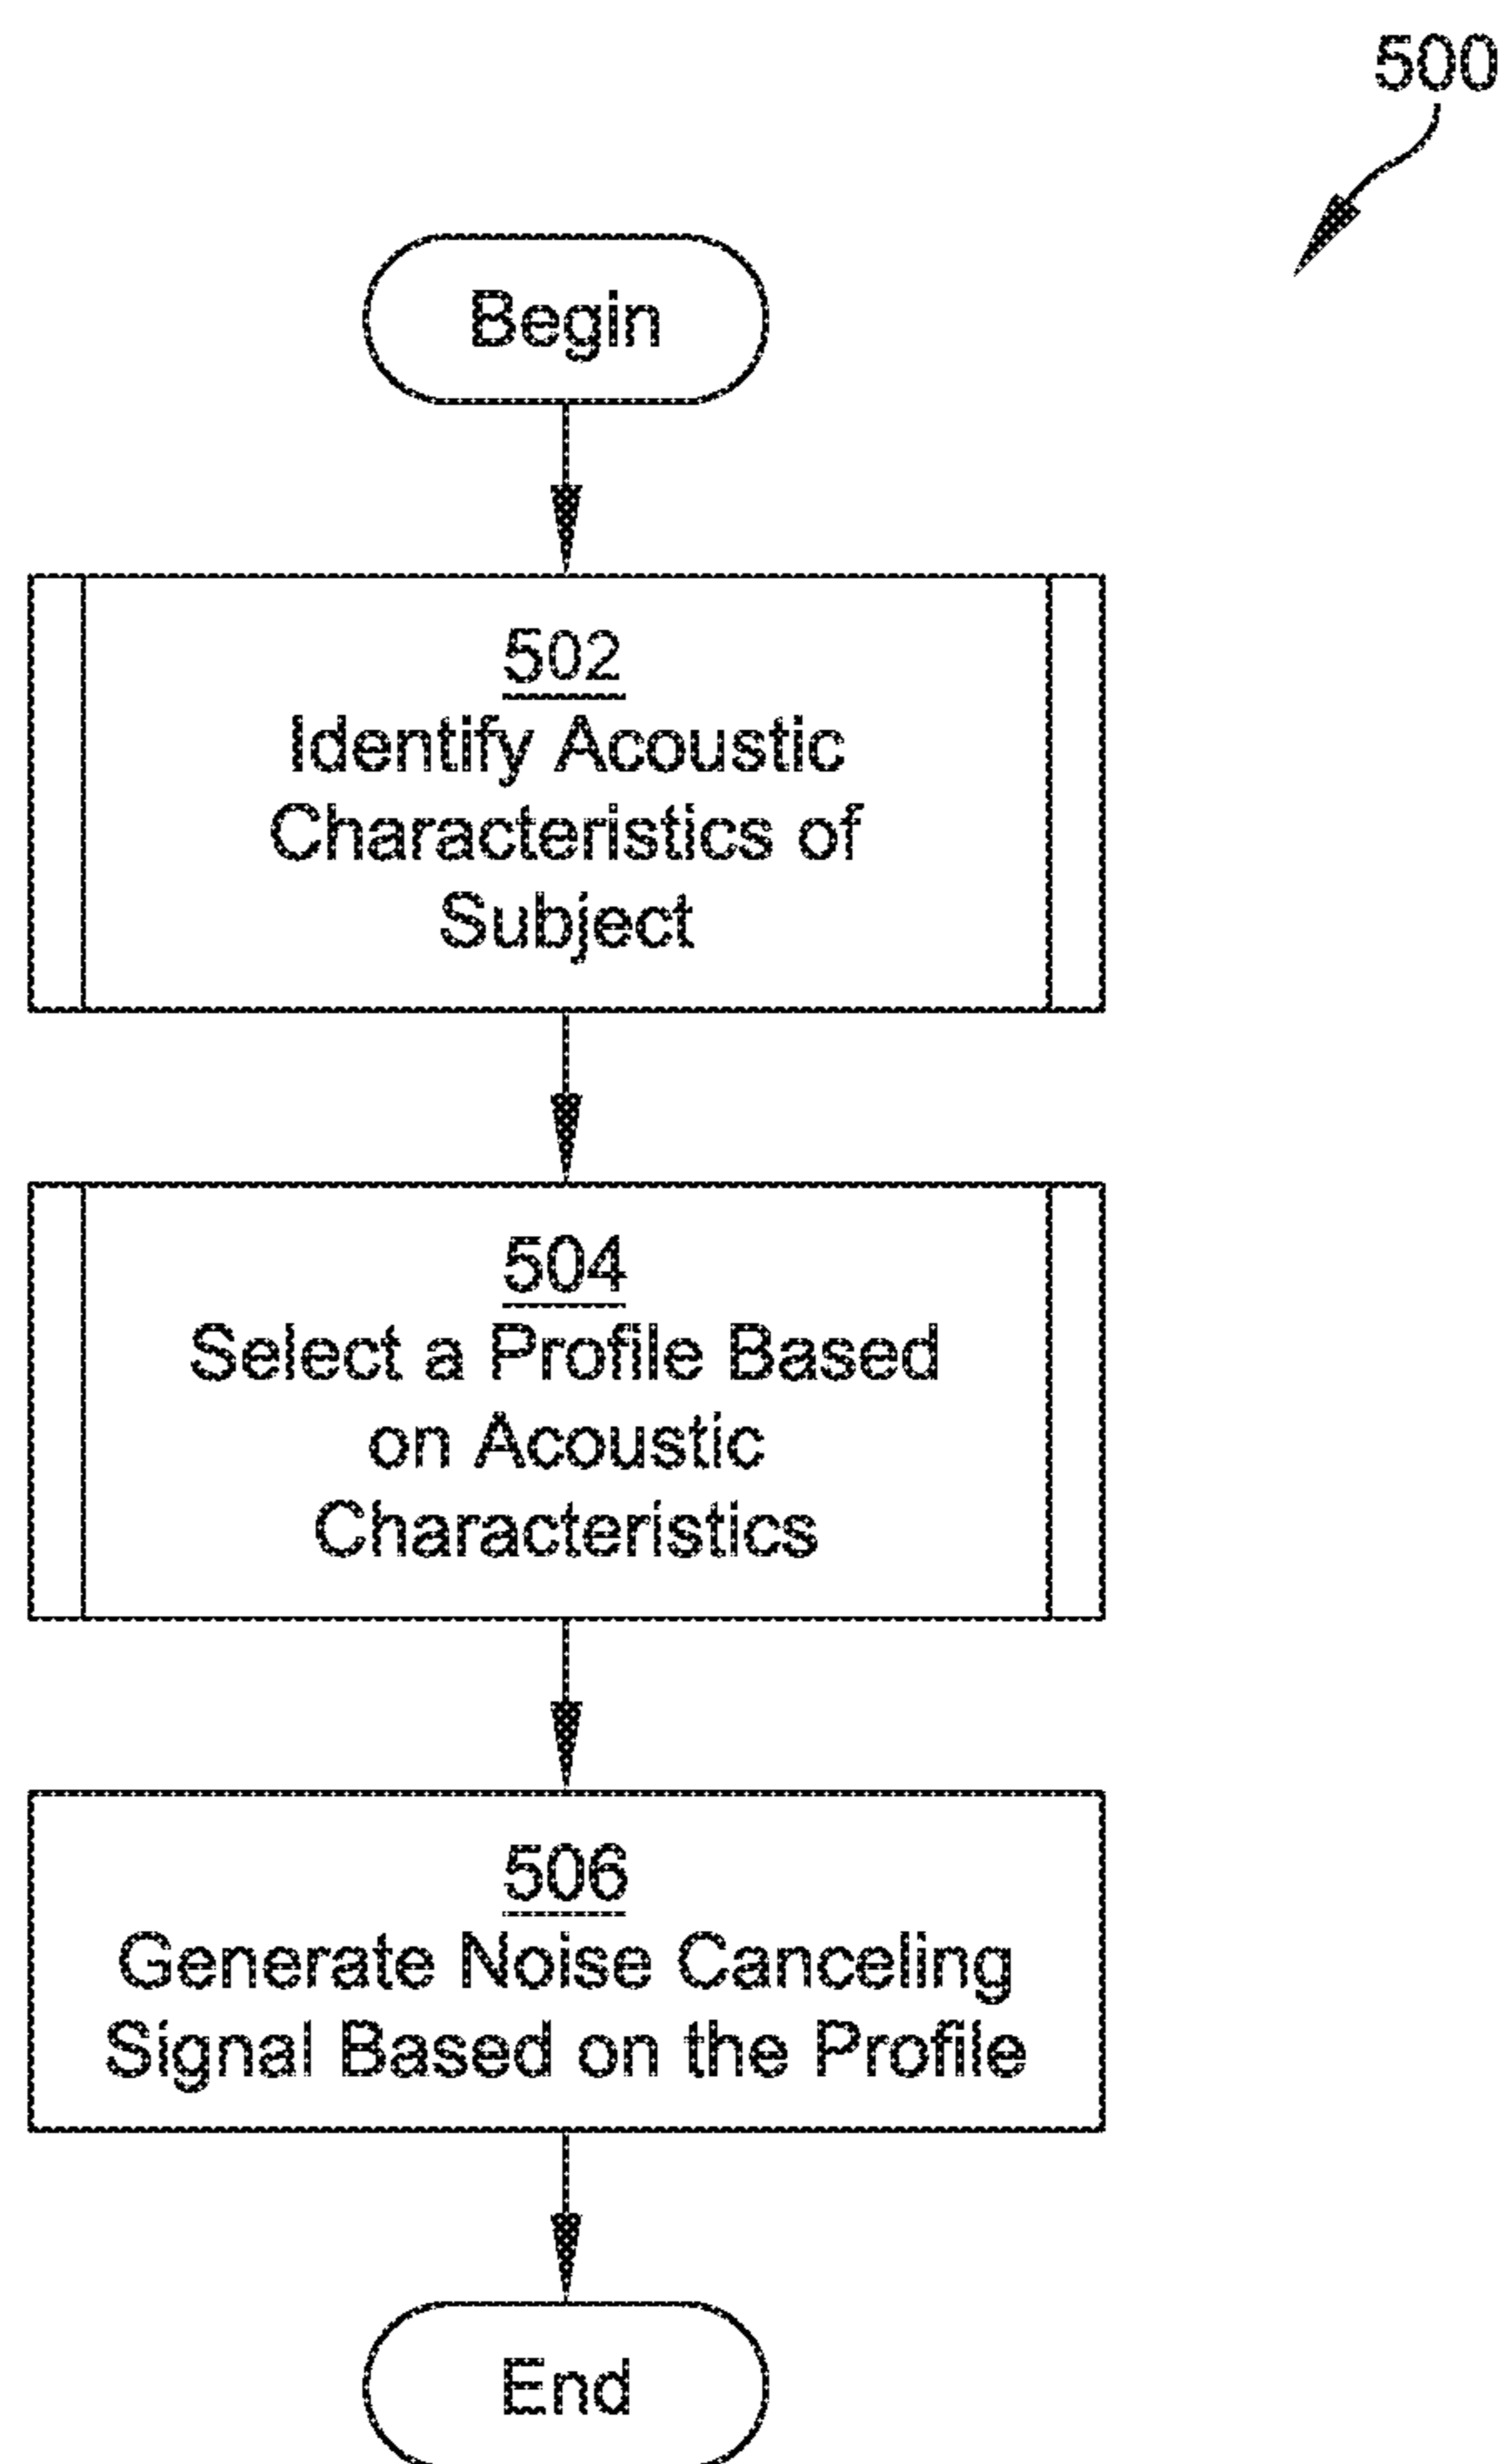 500
Begin
502
Identify Acoustic
Characteristics of
Subject
504
Select a Profile Based
on Acoustic
Characteristics
506
Generate Noise Canceling
Signal Based on the Profile
End